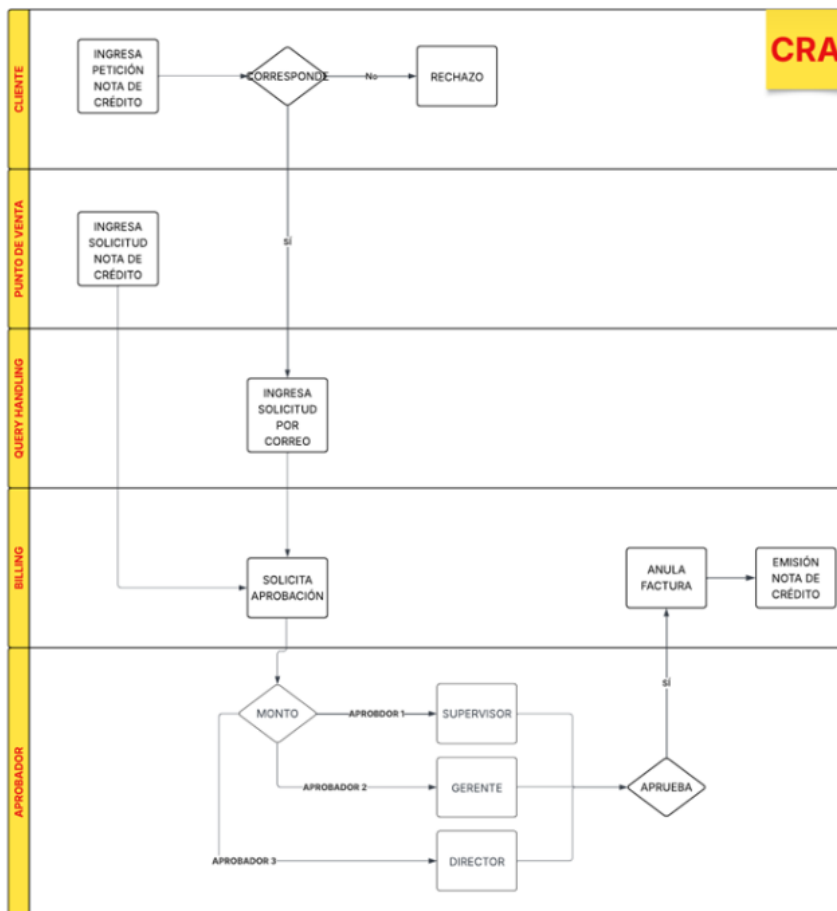 CRA
CLIENTE
INGRESA
PETICIÓN
NOTA DE
CRÉDITO
CORRESPONDE
No
RECHAZO
SÍ
PUNTO DE VENTA
INGRESA
SOLICITUD
NOTA DE
CRÉDITO
QUERY HANDLING
INGRESA
SOLICITUD
POR
CORREO
BILLING
SOLICITA
APROBACIÓN
ANULA
FACTURA
EMISIÓN
NOTA DE
CRÉDITO
SÍ
APROBADOR
MONTO
APROBDOR 1
SUPERVISOR
APROBADOR 2
GERENTE
APRUEBA
APROBADOR 3
DIRECTOR